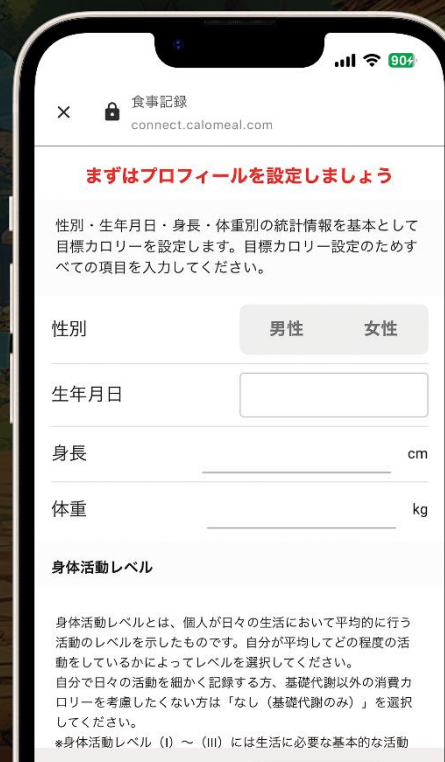 90
食事記録
connect.calomeal.com
まずはプロフィールを設定しましょう
性別・生年月日・身長・体重別の統計情報を基本として
目標カロリーを設定します。目標カロリー設定のためす
べての項目を入力してください。
性別 男性 女性
生年月日
身長 cm
体重 kg
身体活動レベル
身体活動レベルとは、個人が日々の生活において平均的に行う
活動のレベルを示したものです。自分が平均してどの程度の活
動をしているかによってレベルを選択してください。
自分で日々の活動を細かく記録する方、基礎代謝以外の消費カ
ロリーを考慮したくない方は「なし（基礎代謝のみ）」を選択
してください。
※身体活動レベル（I）〜（III）には生活に必要な基本的な活動